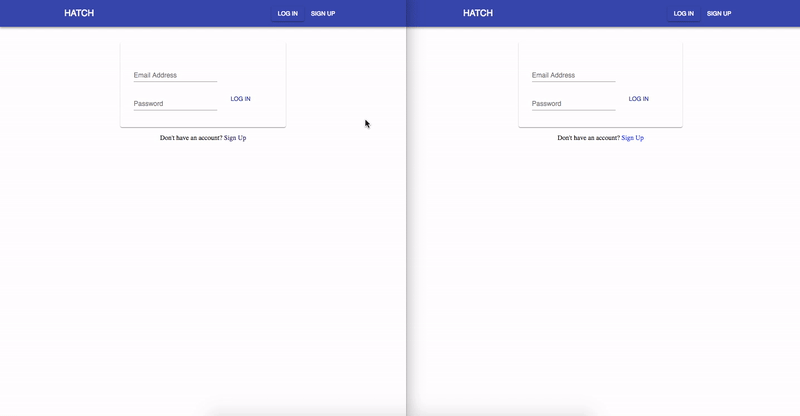 HATCH LOG IN SIGN UP
Email Address
Password
LOG IN
Don't have an account? Sign Up
HATCH LOG IN SIGN UP
Email Address
Password
LOG IN
Don't have an account? Sign Up